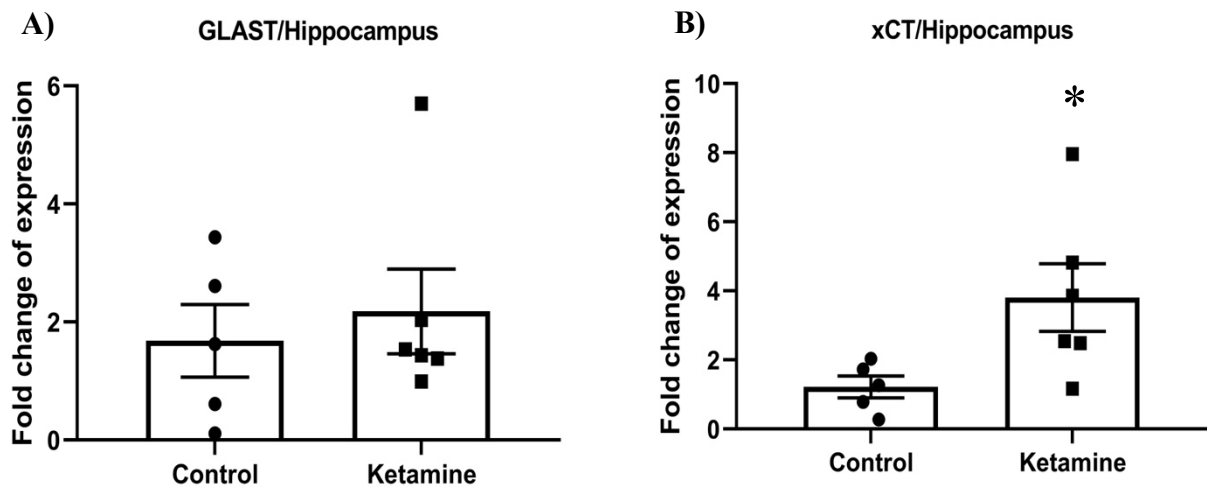 A)
GLAST/Hippocampus
Fold change of expression
6
4
2
0
Control
Ketamine
B)
xCT/Hippocampus
*
Fold change of expression
10
8
6
4
2
0
Control
Ketamine